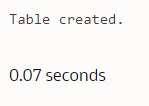 Table created.
0.07 seconds